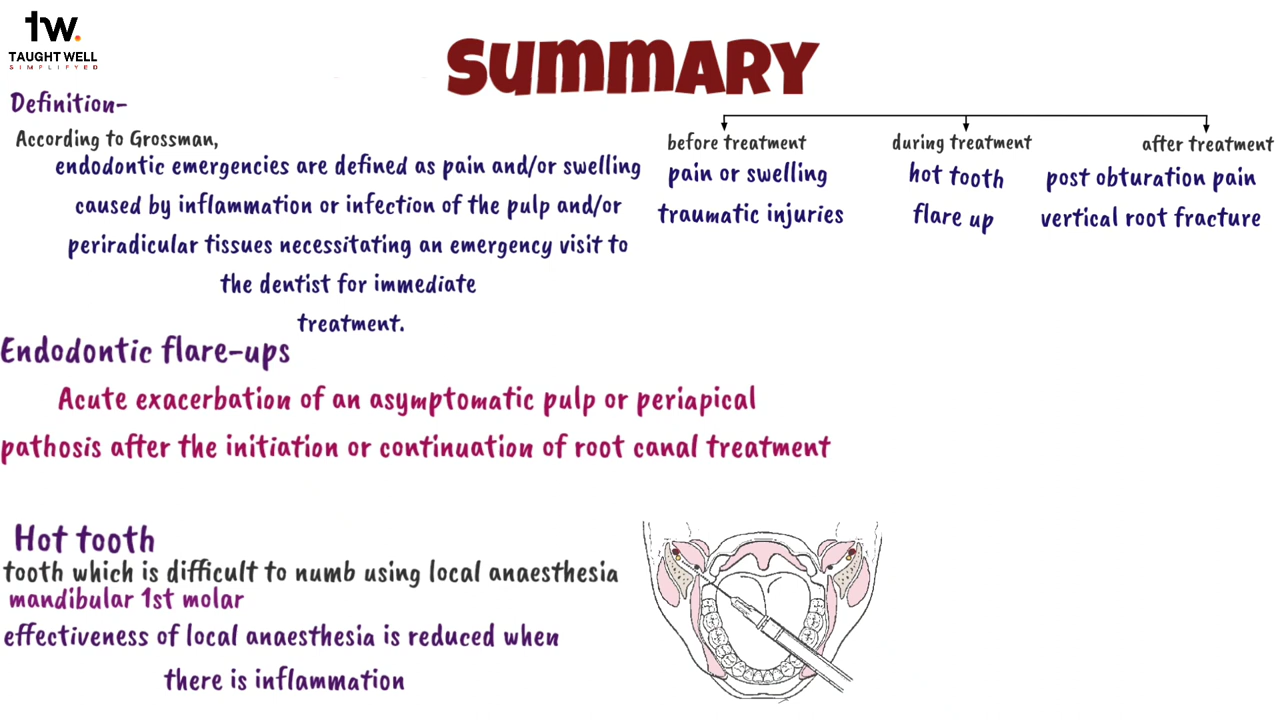 tw.
TAUGHT WELL
SIMPLIFYED
SUMMARY
Definition-
According to Grossman,
endodontic emergencies are defined as pain and/or swelling
caused by inflammation or infection of the pulp and/or
periradicular tissues necessitating an emergency visit to
the dentist for immediate
treatment.
before treatment
pain or swelling
traumatic injuries
during treatment
hot tooth
flare up
after treatment
post obturation pain
vertical root fracture
Endodontic flare-ups
Acute exacerbation of an asymptomatic pulp or periapical
pathosis after the initiation or continuation of root canal treatment
Hot tooth
tooth which is difficult to numb using local anaesthesia
mandibular 1st molar
effectiveness of local anaesthesia is reduced when
there is inflammation